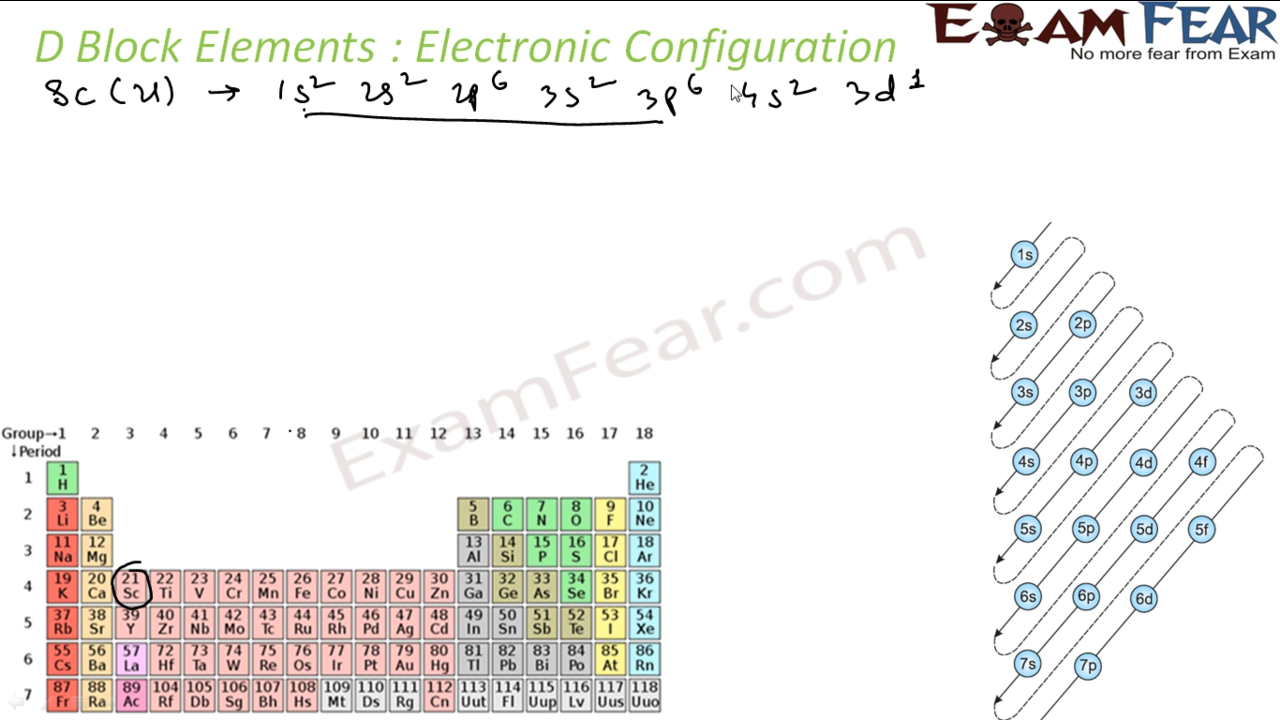 D Block Elements : Electronic Configuration
EXAM FEAR
No more fear from Exam
Sc (21) → 1s² 2s² 2p⁶ 3s² 3p⁶ 4s² 3d¹
ExamFear.com
1s
2s 2p
3s 3p 3d
4s 4p 4d 4f
5s 5p 5d 5f
6s 6p 6d
7s 7p
Group→1 2 3 4 5 6 7 8 9 10 11 12 13 14 15 16 17 18
↓Period
1 1 2
H He
2 3 4 5 6 7 8 9 10
Li Be B C N O F Ne
3 11 12 13 14 15 16 17 18
Na Mg Al Si P S Cl Ar
4 19 20 21 22 23 24 25 26 27 28 29 30 31 32 33 34 35 36
K Ca Sc Ti V Cr Mn Fe Co Ni Cu Zn Ga Ge As Se Br Kr
5 37 38 39 40 41 42 43 44 45 46 47 48 49 50 51 52 53 54
Rb Sr Y Zr Nb Mo Tc Ru Rh Pd Ag Cd In Sn Sb Te I Xe
6 55 56 57 72 73 74 75 76 77 78 79 80 81 82 83 84 85 86
Cs Ba La Hf Ta W Re Os Ir Pt Au Hg Tl Pb Bi Po At Rn
7 87 88 89 104 105 106 107 108 109 110 111 112 113 114 115 116 117 118
Fr Ra Ac Rf Db Sg Bh Hs Mt Ds Rg Cn Uut Fl Uup Lv Uus Uuo